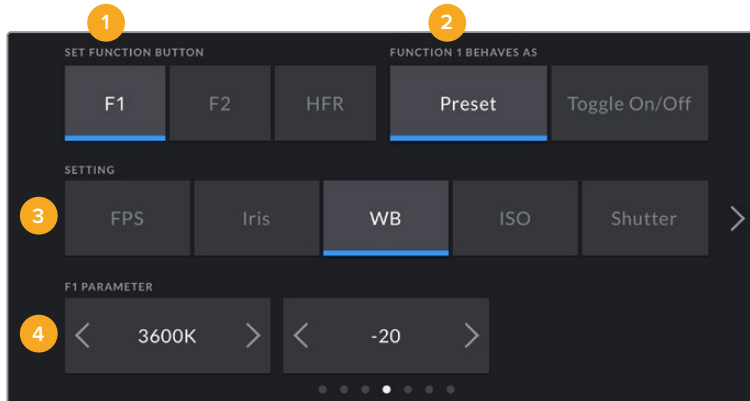 1 2
SET FUNCTION BUTTON FUNCTION 1 BEHAVES AS
F1 F2 HFR Preset Toggle On/Off
SETTING
3 FPS Iris WB ISO Shutter
F1 PARAMETER
4 3600K -20